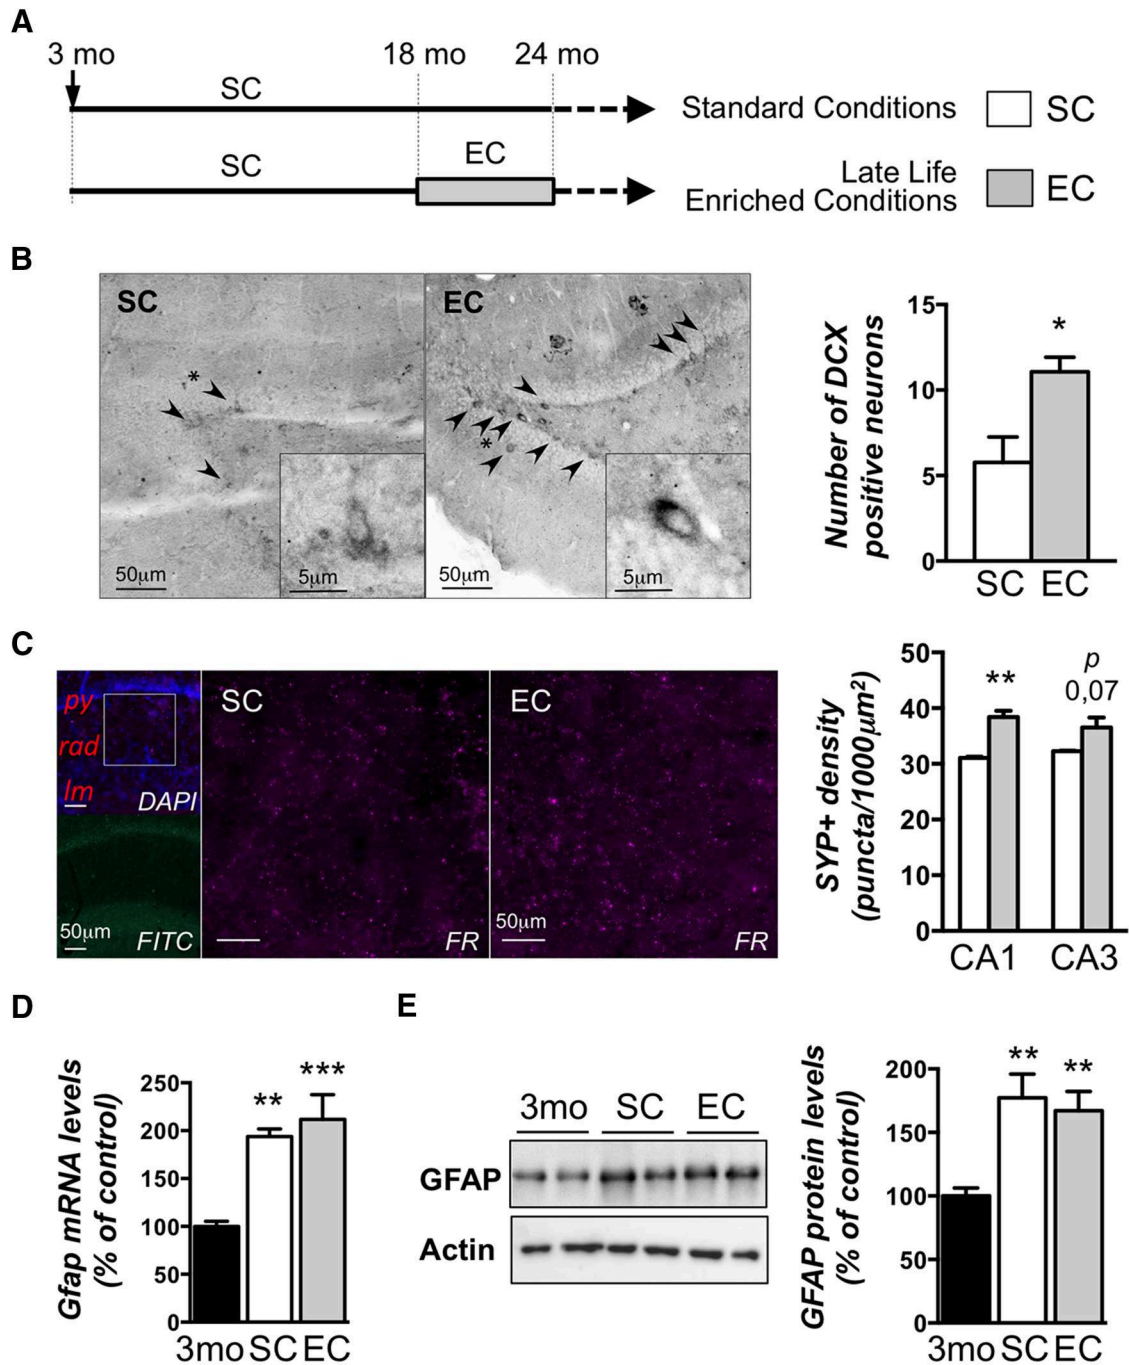 A
3 mo 18 mo 24 mo
SC
Standard Conditions SC
SC EC
Late Life
Enriched Conditions EC
B
SC EC
*
*
50µm 5µm 50µm 5µm
Number of DCX
positive neurons
15
10
5
0
*
SC EC
C
py
rad
lm
DAPI
50µm
FITC
SC
FR
EC
50µm
FR
SYP+ density
(puncta/1000µm²)
50
40
30
20
10
0
**
p
0,07
CA1 CA3
D
Gfap mRNA levels
(% of control)
250
200
150
100
50
0
**
***
3mo SC EC
E
3mo SC EC
GFAP
Actin
GFAP protein levels
(% of control)
200
150
100
50
0
**
**
3mo SC EC